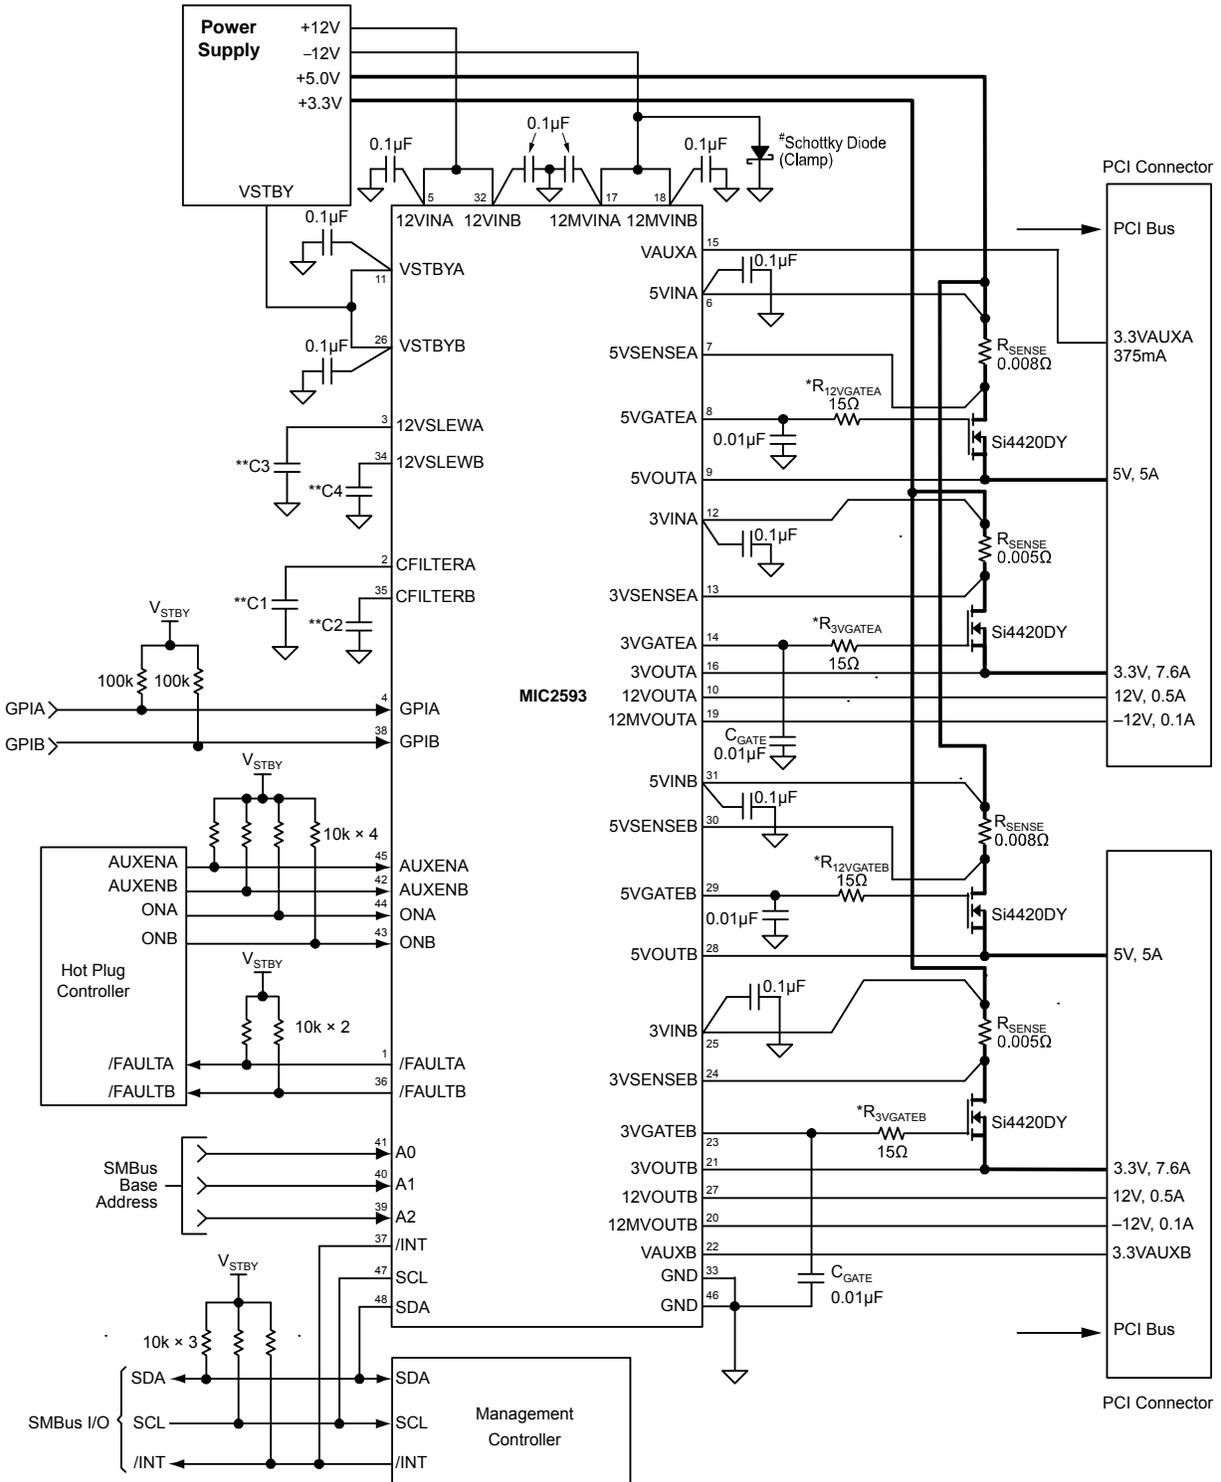 Power
Supply
+12V
–12V
+5.0V
+3.3V
VSTBY
0.1µF
0.1µF
0.1µF
#Schottky Diode
(Clamp)
5
32
17
18
12VINA
12VINB
12MVINA
12MVINB
0.1µF
VSTBYA
11
0.1µF
26
VSTBYB
3
12VSLEWA
**C3
34
12VSLEWB
**C4
2
CFILTERA
**C1
35
CFILTERB
**C2
VSTBY
100k
100k
GPIA
4
GPIA
GPIB
38
GPIB
VSTBY
10k × 4
Hot Plug
Controller
AUXENA
45
AUXENA
AUXENB
42
AUXENB
ONA
44
ONA
ONB
43
ONB
VSTBY
10k × 2
/FAULTA
1
/FAULTA
/FAULTB
36
/FAULTB
SMBus
Base
Address
41
A0
40
A1
39
A2
37
/INT
47
SCL
48
SDA
VSTBY
10k × 3
SMBus I/O
SDA
SCL
/INT
SDA
SCL
/INT
Management
Controller
MIC2593
VAUXA
15
0.1µF
5VINA
6
5VSENSEA
7
RSENSE
0.008Ω
5VGATEA
8
*R12VGATEA
15Ω
0.01µF
Si4420DY
5VOUTA
9
3VINA
12
0.1µF
RSENSE
0.005Ω
3VSENSEA
13
3VGATEA
14
*R3VGATEA
15Ω
Si4420DY
3VOUTA
16
12VOUTA
10
12MVOUTA
19
CGATE
0.01µF
5VINB
31
0.1µF
5VSENSEB
30
RSENSE
0.008Ω
5VGATEB
29
*R12VGATEB
15Ω
0.01µF
Si4420DY
5VOUTB
28
0.1µF
3VINB
25
RSENSE
0.005Ω
3VSENSEB
24
3VGATEB
23
*R3VGATEB
15Ω
Si4420DY
3VOUTB
21
12VOUTB
27
12MVOUTB
20
VAUXB
22
GND
33
GND
46
CGATE
0.01µF
PCI Connector
PCI Bus
3.3VAUXA
375mA
5V, 5A
3.3V, 7.6A
12V, 0.5A
–12V, 0.1A
5V, 5A
3.3V, 7.6A
12V, 0.5A
–12V, 0.1A
3.3VAUXB
PCI Bus
PCI Connector